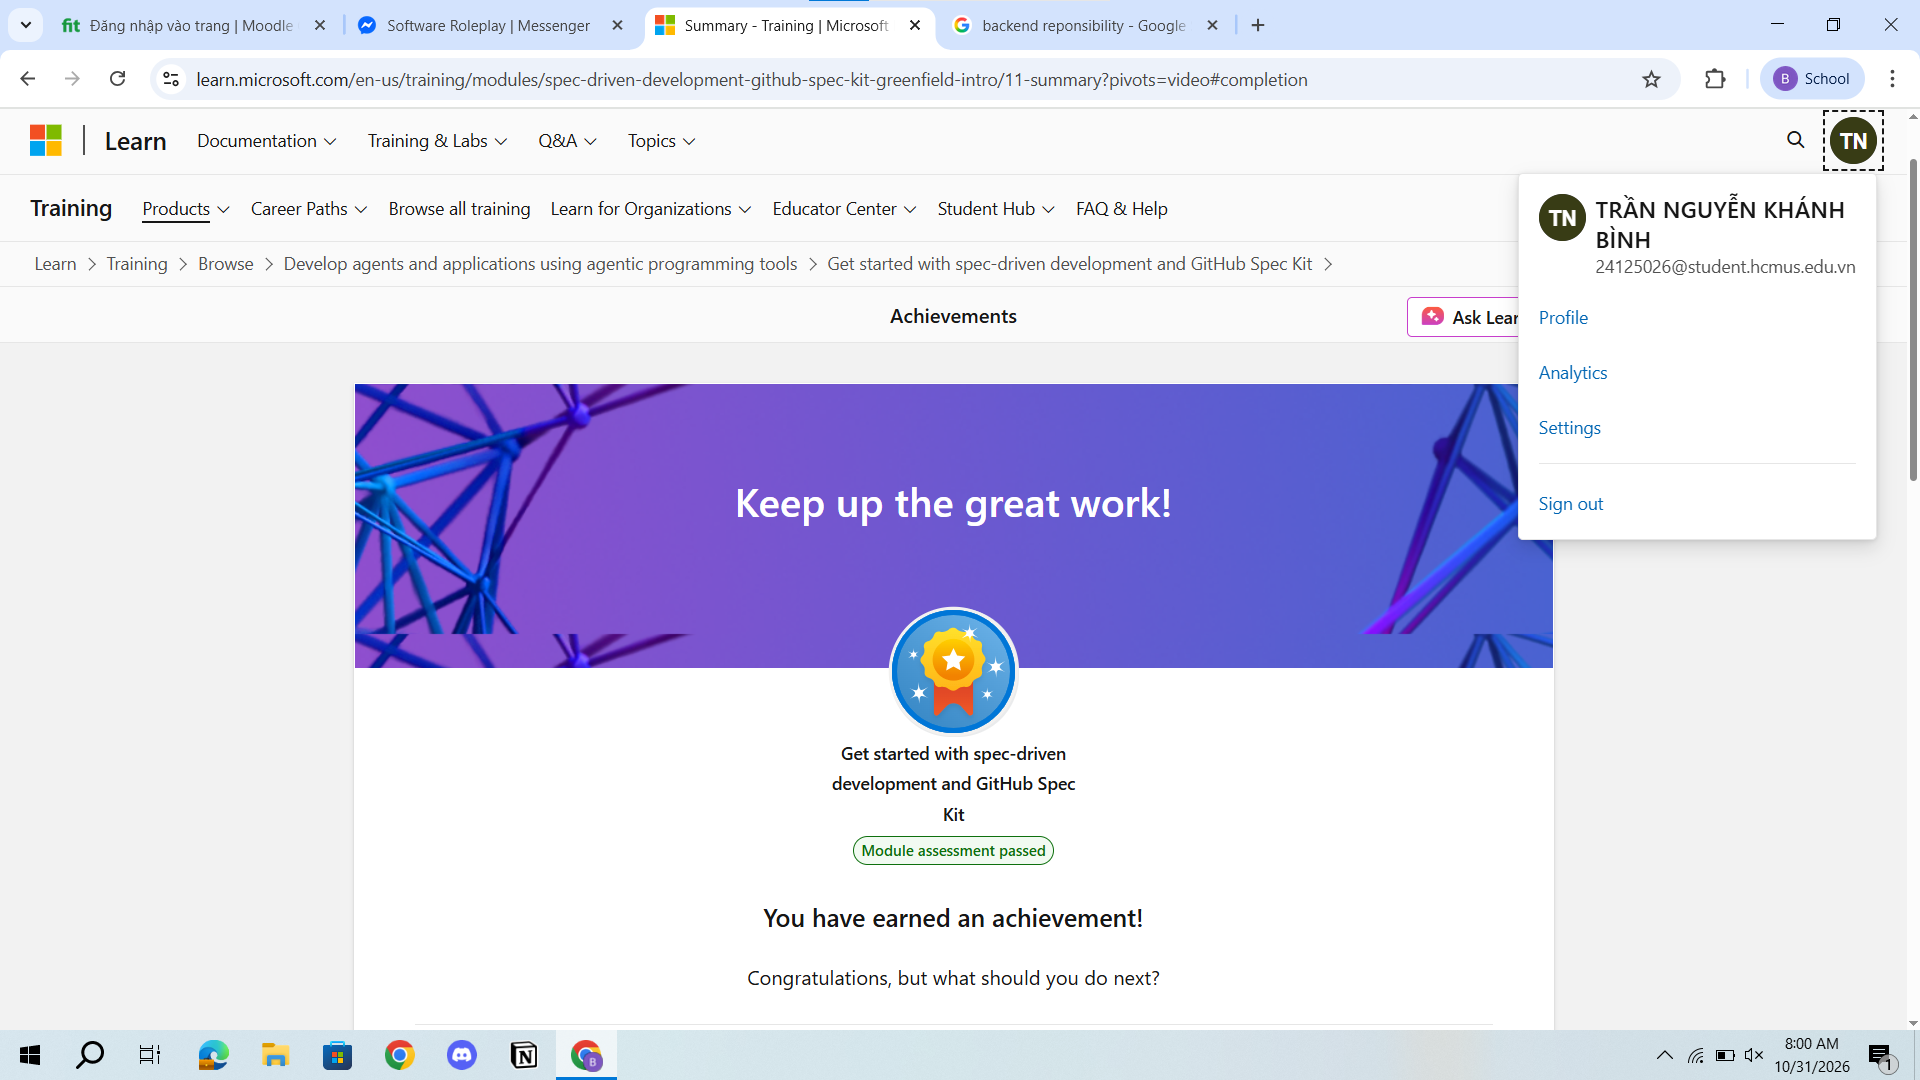 Đăng nhập vào trang | Moodle
Software Roleplay | Messenger
Summary - Training | Microsoft
backend reponsibility - Google
learn.microsoft.com/en-us/training/modules/spec-driven-development-github-spec-kit-greenfield-intro/11-summary?pivots=video#completion
B School
Learn
Documentation
Training & Labs
Q&A
Topics
TN
Training
Products
Career Paths
Browse all training
Learn for Organizations
Educator Center
Student Hub
FAQ & Help
TN
TRẦN NGUYỄN KHÁNH
BÌNH
24125026@student.hcmus.edu.vn
Profile
Analytics
Settings
Sign out
Learn
Training
Browse
Develop agents and applications using agentic programming tools
Get started with spec-driven development and GitHub Spec Kit
Achievements
Ask Lear
Keep up the great work!
Get started with spec-driven
development and GitHub Spec
Kit
Module assessment passed
You have earned an achievement!
Congratulations, but what should you do next?
8:00 AM
10/31/2026
1